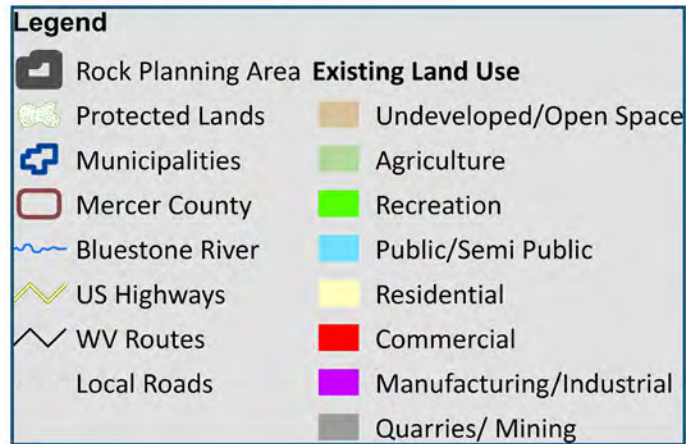 Legend
Rock Planning Area Existing Land Use
Protected Lands Undeveloped/Open Space
Municipalities Agriculture
Mercer County Recreation
Bluestone River Public/Semi Public
US Highways Residential
WV Routes Commercial
Local Roads Manufacturing/Industrial
Quarries/ Mining